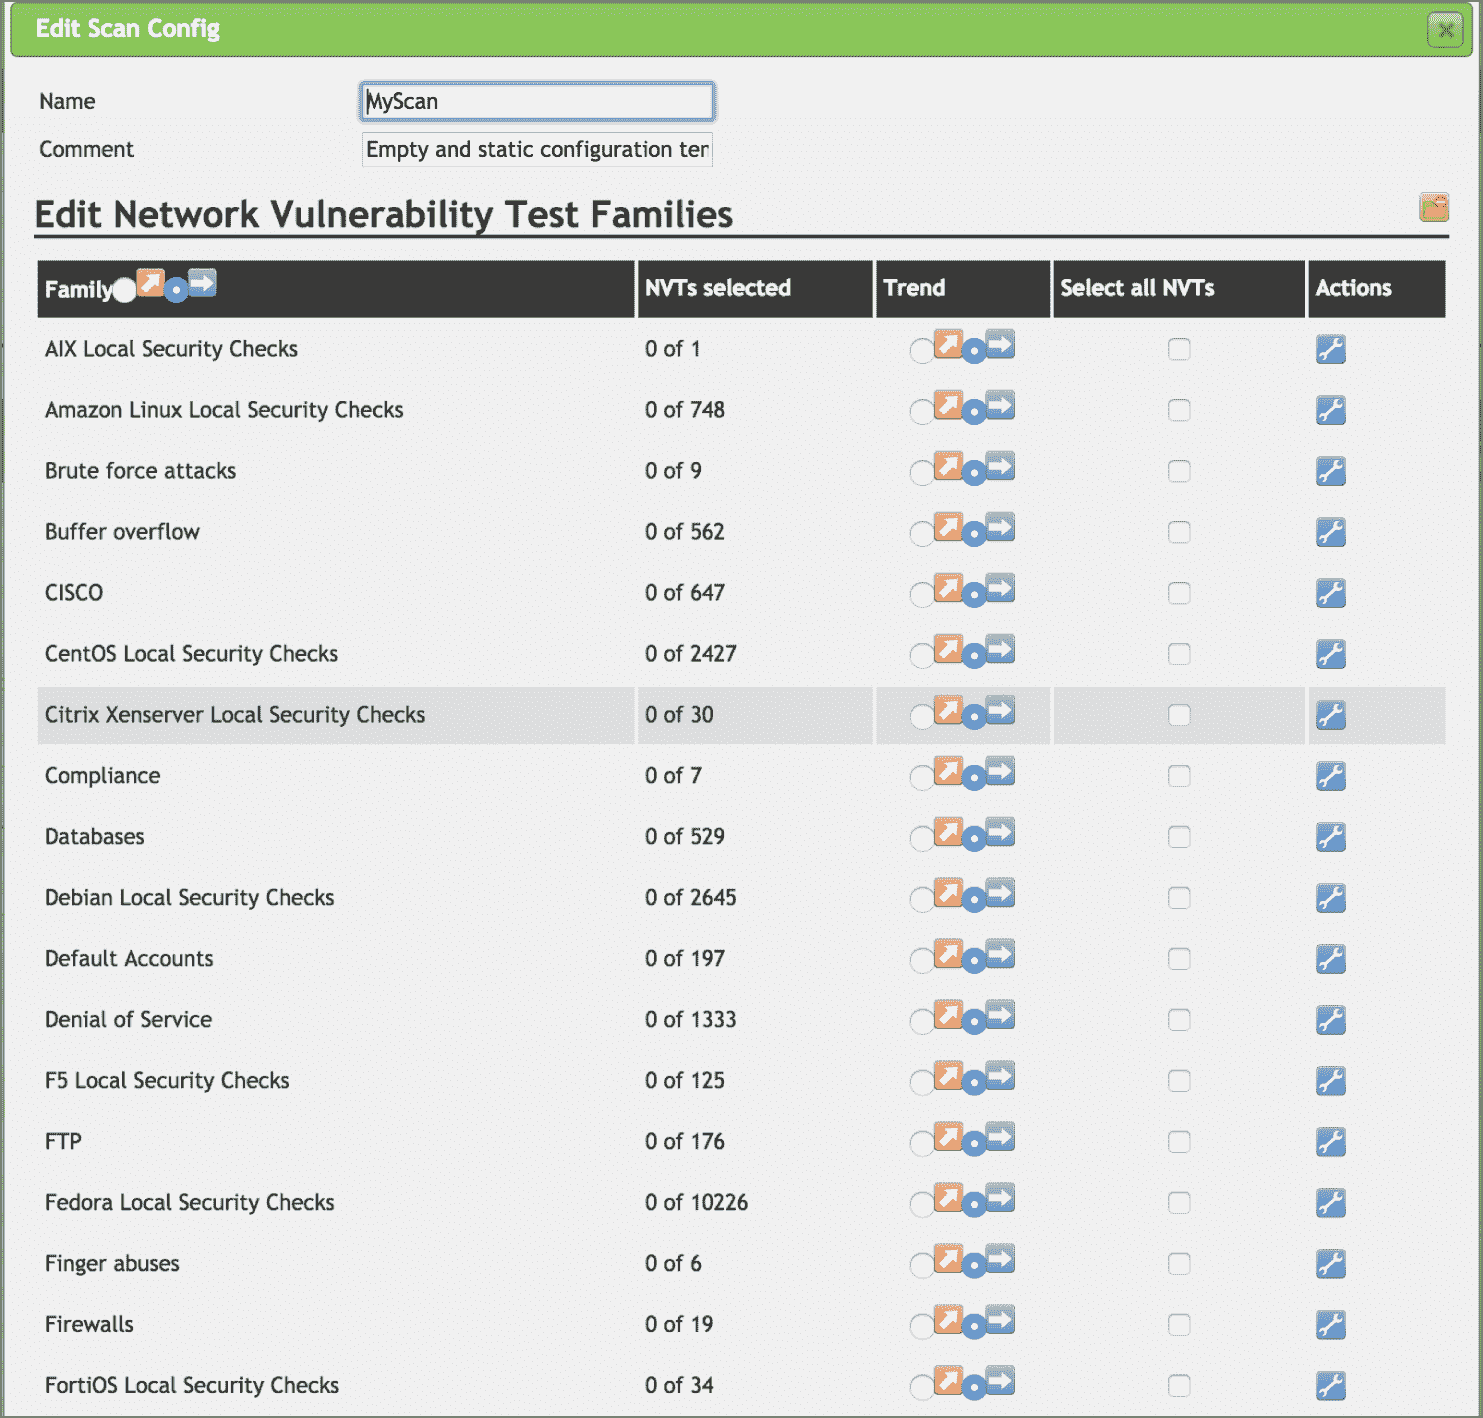 Edit Scan Config
Name MyScan
Comment Empty and static configuration
Edit Network Vulnerability Test Families
Family NVTs selected Trend Select all NVTs Actions
AIX Local Security Checks 0 of 1
Amazon Linux Local Security Checks 0 of 748
Brute force attacks 0 of 9
Buffer overflow 0 of 562
CISCO 0 of 647
CentOS Local Security Checks 0 of 2427
Citrix Xenserver Local Security Checks 0 of 30
Compliance 0 of 7
Databases 0 of 529
Debian Local Security Checks 0 of 2645
Default Accounts 0 of 197
Denial of Service 0 of 1333
F5 Local Security Checks 0 of 125
FTP 0 of 176
Fedora Local Security Checks 0 of 10226
Finger abuses 0 of 6
Firewalls 0 of 19
FortiOS Local Security Checks 0 of 34